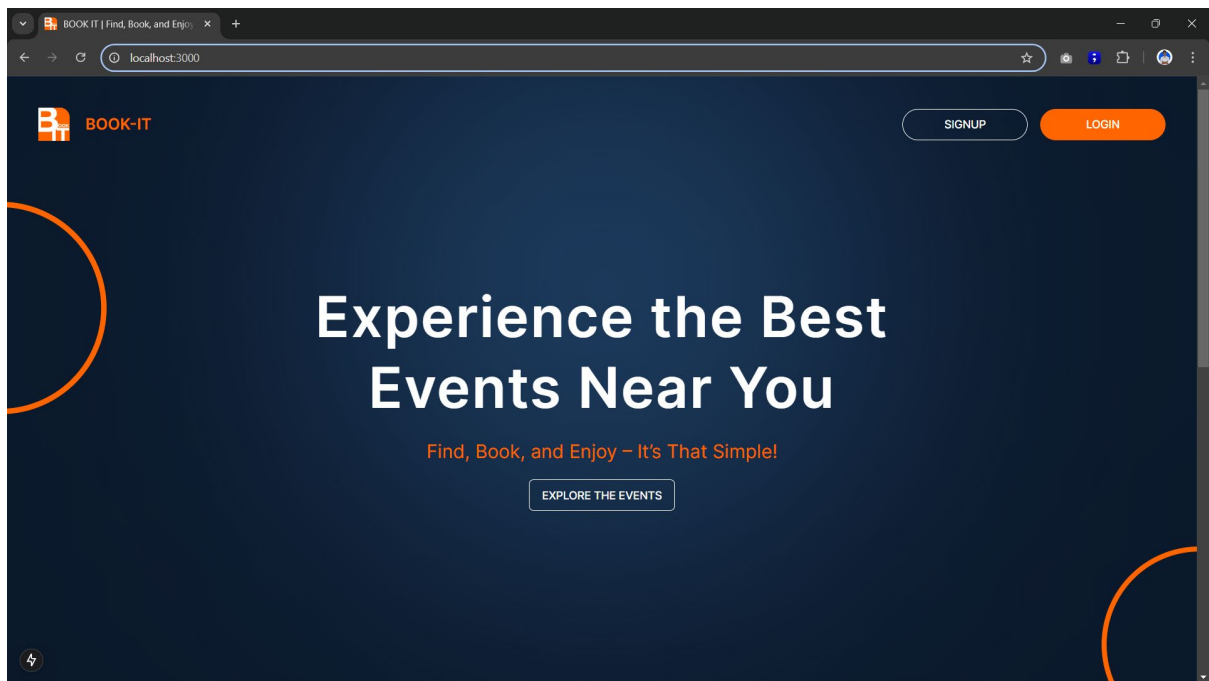 BOOK IT | Find, Book, and Enjoy
localhost:3000
BOOK-IT
SIGNUP
LOGIN
Experience the Best
Events Near You
Find, Book, and Enjoy – It's That Simple!
EXPLORE THE EVENTS